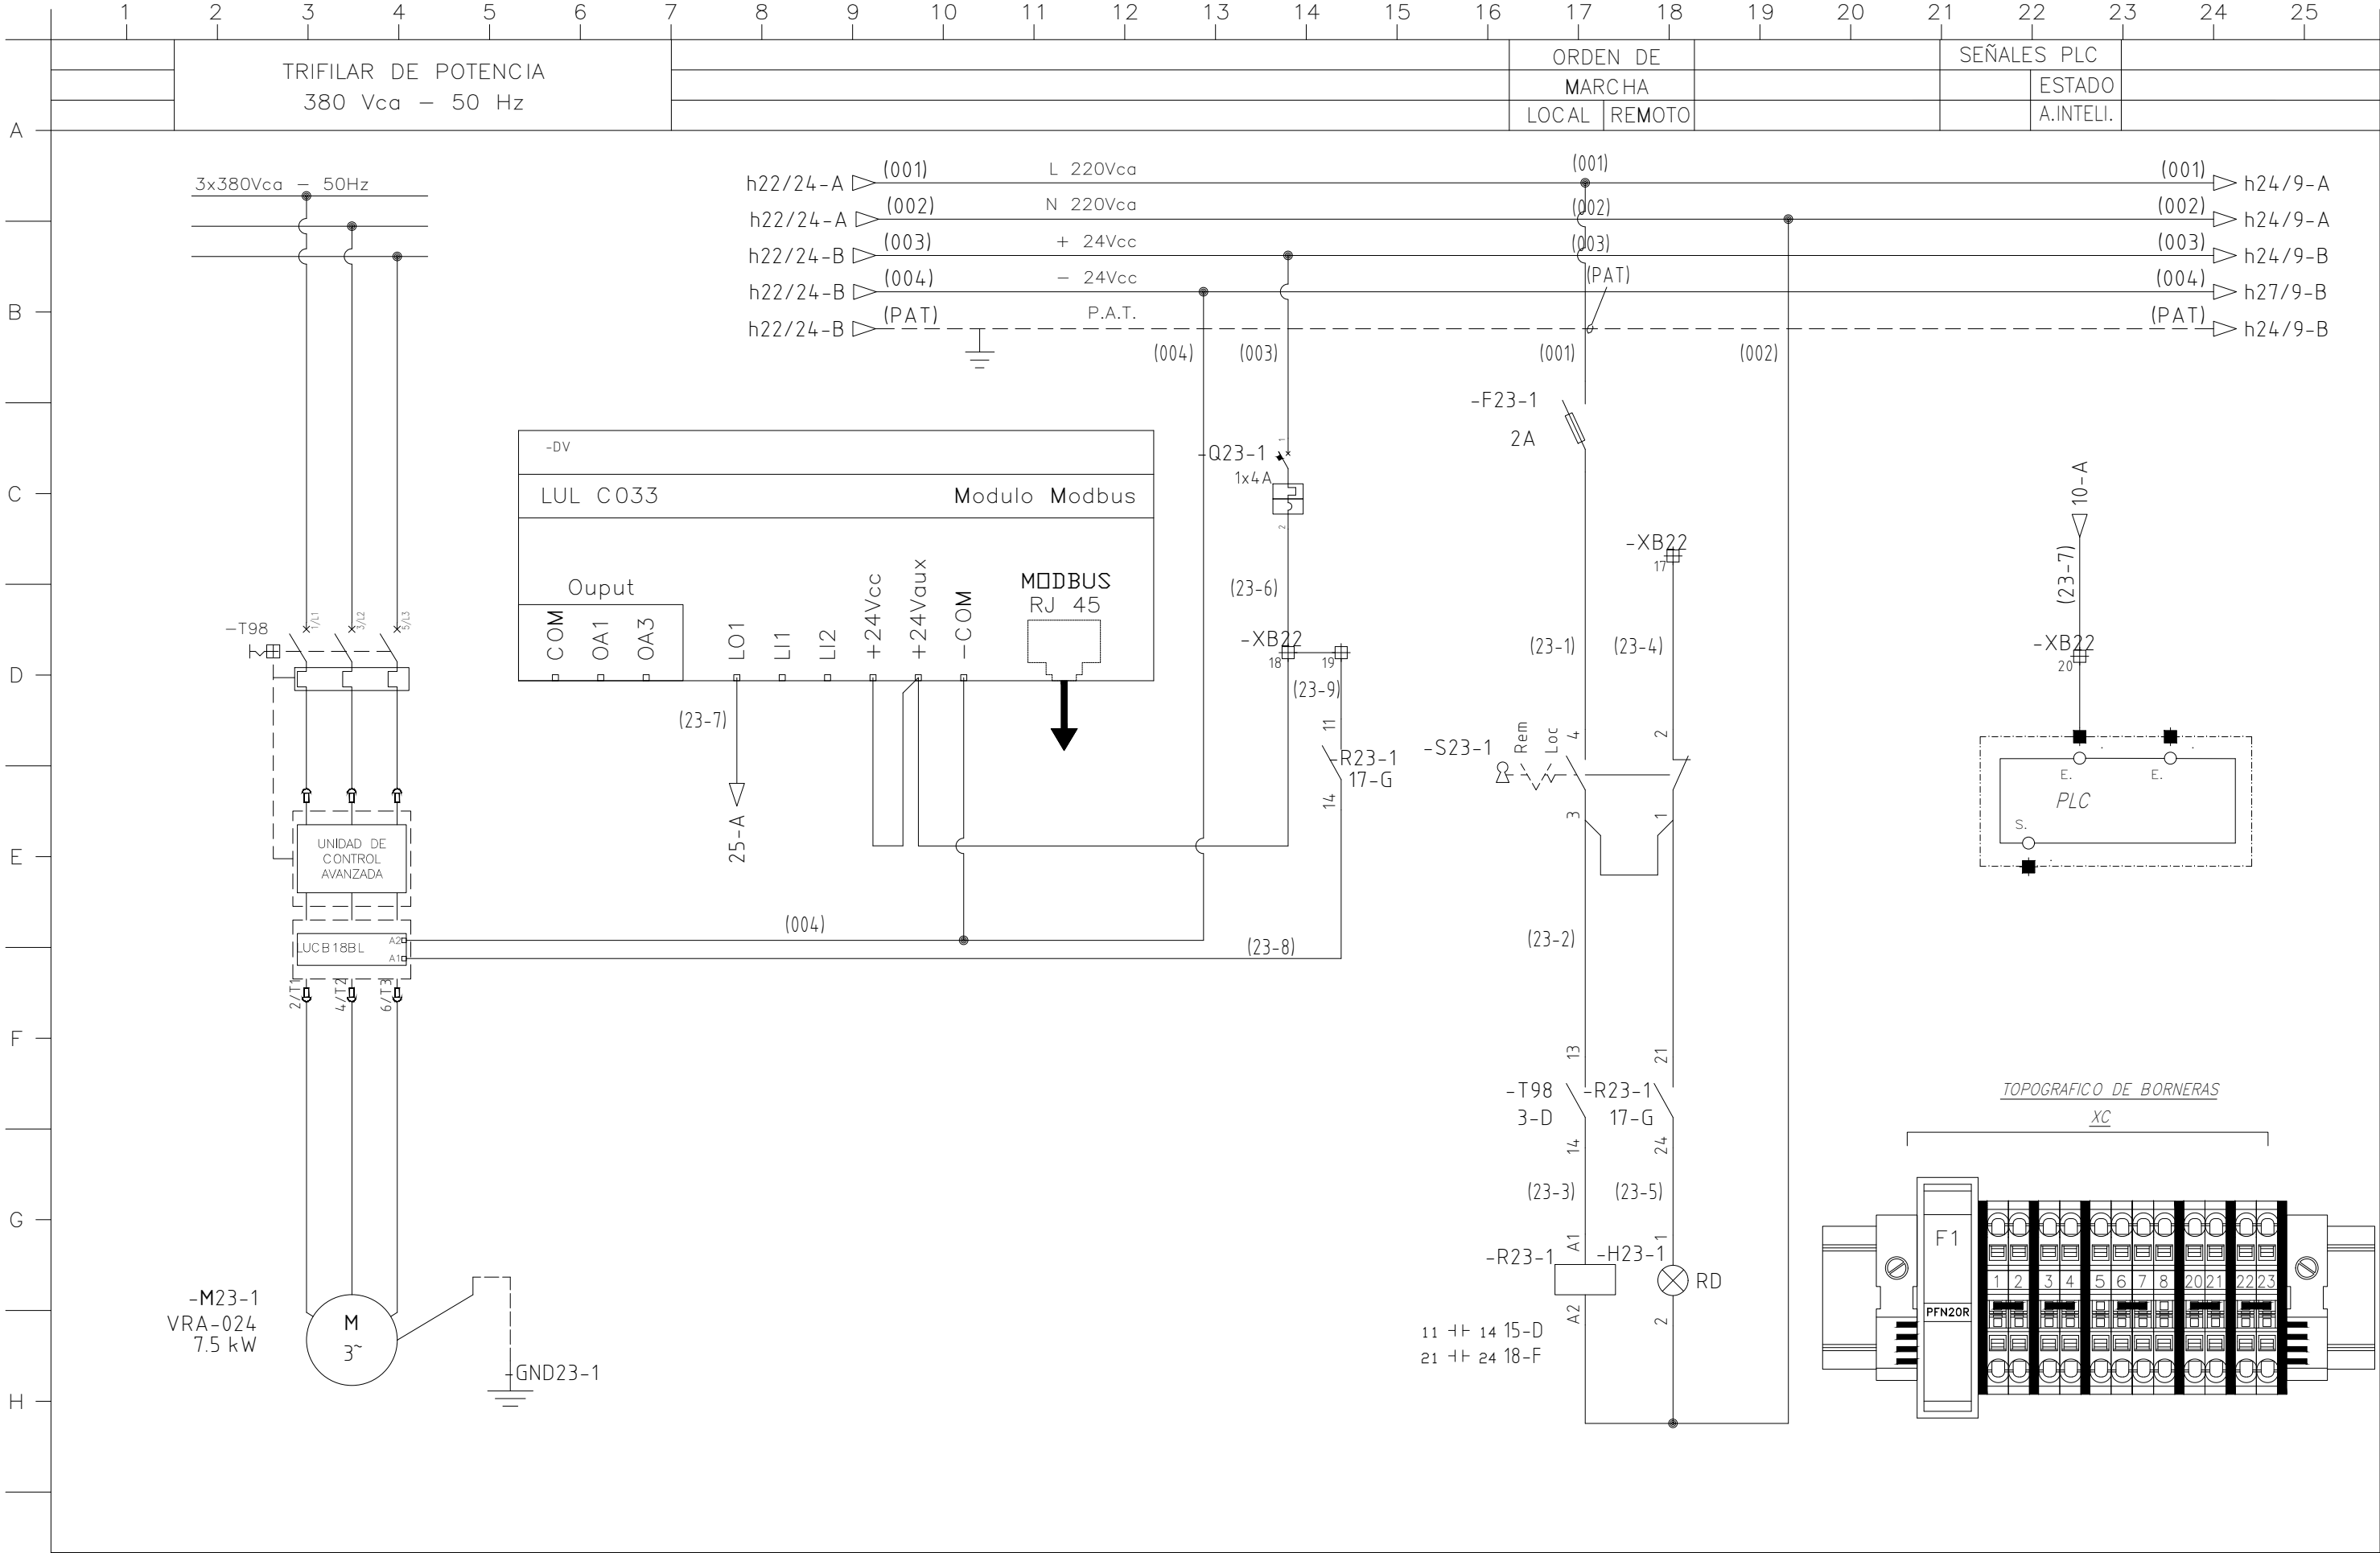 1 2 3 4 5 6 7 8 9 10 11 12 13 14 15 16 17 18 19 20 21 22 23 24 25
TRIFILAR DE POTENCIA
380 Vca – 50 Hz
ORDEN DE
MARCHA
LOCAL REMOTO
SEÑALES PLC
ESTADO
A.INTELI.
A
B
C
D
E
F
G
H
3x380Vca – 50Hz
h22/24-A (001) L 220Vca (001) (001) h24/9-A
h22/24-A (002) N 220Vca (002) (002) h24/9-A
h22/24-B (003) + 24Vcc (003) (003) h24/9-B
h22/24-B (004) – 24Vcc (PAT) (004) h27/9-B
h22/24-B (PAT) P.A.T. (PAT) h24/9-B
(004) (003) (001) (002)
-T98
1/L1 3/L2 5/L3
UNIDAD DE
CONTROL
AVANZADA
LUCB18BL
A2
A1
2/T1 4/T2 6/T3
-M23-1
VRA-024
7.5 kW
M
3~
-GND23-1
-DV
LUL C033 Modulo Modbus
Ouput
COM OA1 OA3 LO1 LI1 LI2 +24Vcc +24Vaux -COM
MODBUS
RJ 45
(23-7)
25-A
(004)
(23-8)
-Q23-1
1x4A
1
2
(23-6)
-XB22
18 19
(23-9)
11
-R23-1
17-G
14
-F23-1
2A
-XB22
17
(23-1) (23-4)
-S23-1
Rem Loc
4 2
3 1
(23-2)
13 21
-T98 -R23-1
3-D 17-G
14 24
(23-3) (23-5)
A1 1
-R23-1 -H23-1
RD
A2 2
11 14 15-D
21 24 18-F
10-A
(23-7)
-XB22
20
E. E.
PLC
S.
TOPOGRAFICO DE BORNERAS
XC
F1
PFN20R
1 2 3 4 5 6 7 8 20 21 22 23